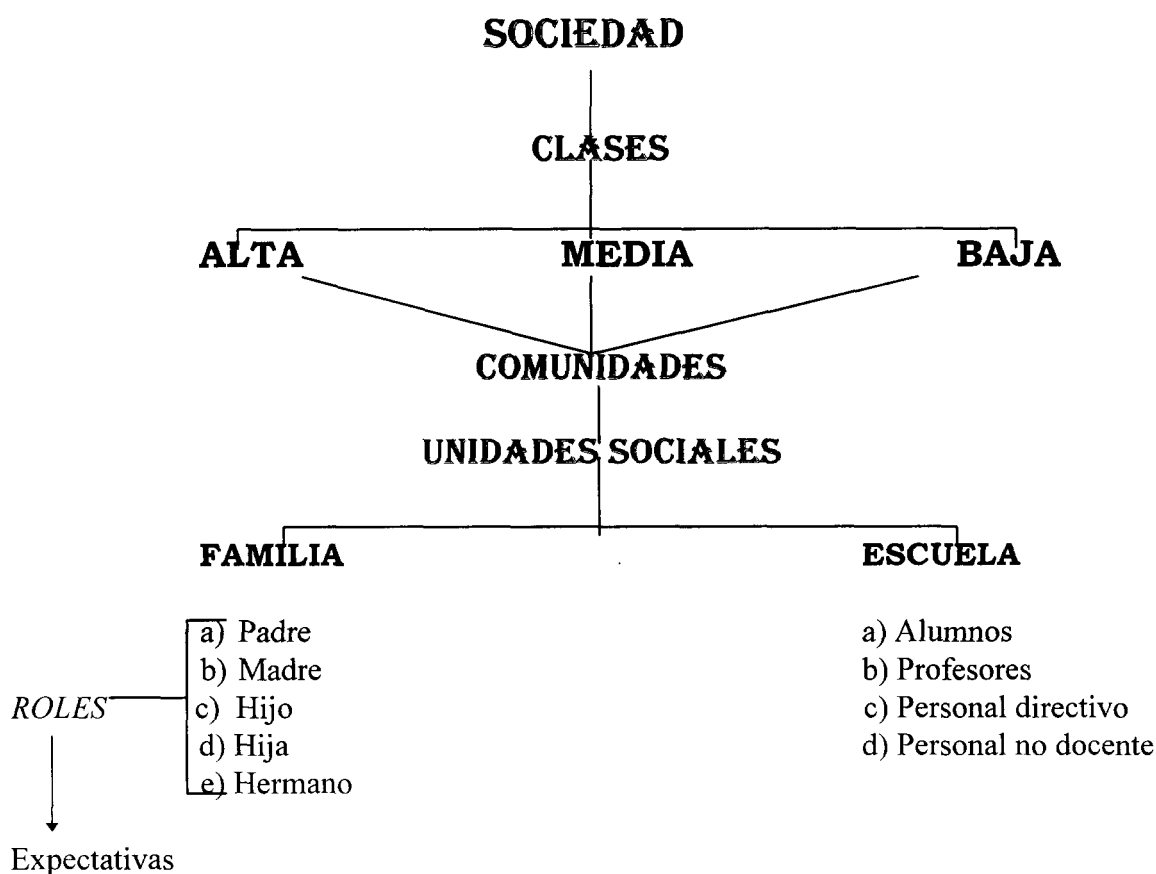 SOCIEDAD
CLASES
ALTA MEDIA BAJA
COMUNIDADES
UNIDADES SOCIALES
FAMILIA ESCUELA
a) Padre
b) Madre
c) Hijo
d) Hija
e) Hermano
ROLES
Expectativas
a) Alumnos
b) Profesores
c) Personal directivo
d) Personal no docente